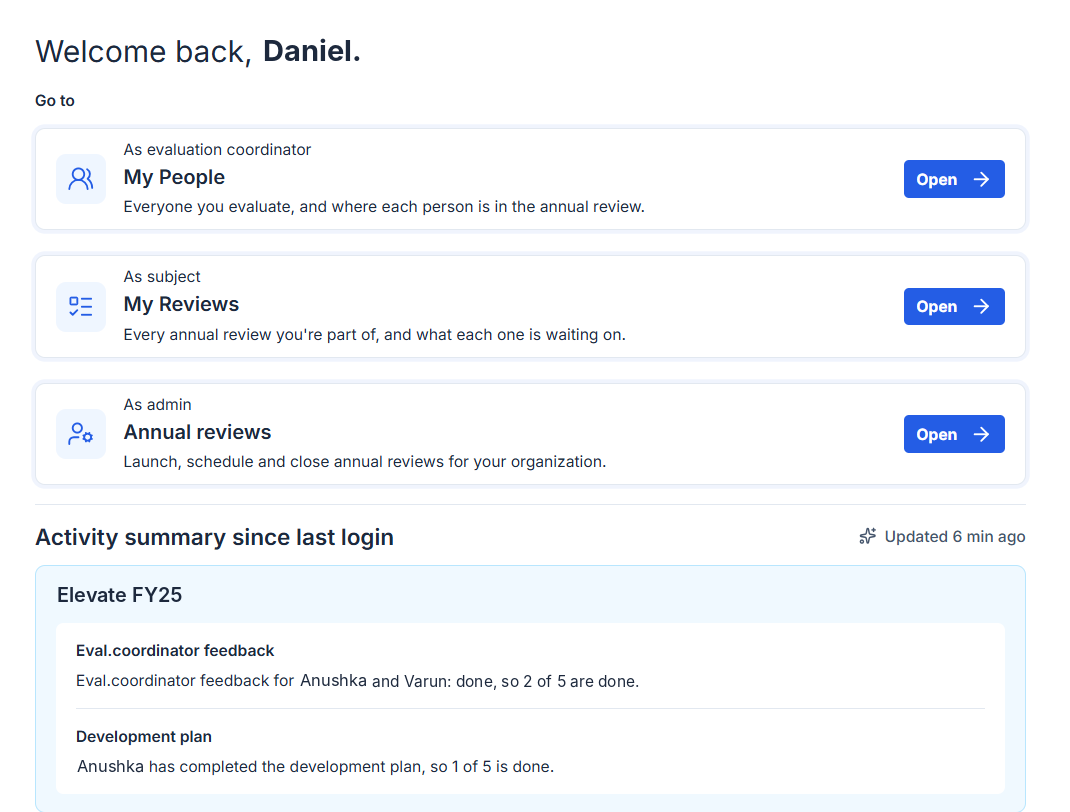 Welcome back, Daniel.
Go to
As evaluation coordinator
My People
Everyone you evaluate, and where each person is in the annual review.
Open
As subject
My Reviews
Every annual review you're part of, and what each one is waiting on.
Open
As admin
Annual reviews
Launch, schedule and close annual reviews for your organization.
Open
Activity summary since last login
Updated 6 min ago
Elevate FY25
Eval.coordinator feedback
Eval.coordinator feedback for Anushka and Varun: done, so 2 of 5 are done.
Development plan
Anushka has completed the development plan, so 1 of 5 is done.